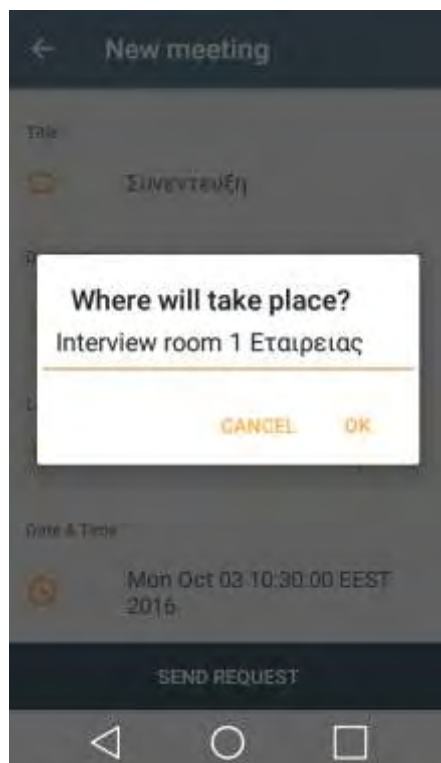 New meeting
Title
Συνεντευξη
Where will take place?
Interview room 1 Εταιρειας
CANCEL OK
Date & Time
Mon Oct 03 10:30:00 EEST
2016
SEND REQUEST